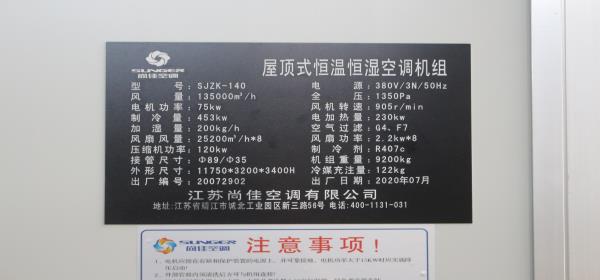 SUNGER
尚佳空调
屋顶式恒温恒湿空调机组
型 号: SJZK-140 电 源: 380V/3N/50Hz
风 量: 135000m³/h 全 压: 1350Pa
电机功率: 75kw 风机转速: 905r/min
制 冷 量: 453kw 电加热量: 230kw
加 湿 量: 200kg/h 空气过滤: G4、F7
风扇风量: 25200m³/h*8 风扇功率: 2.2kw*8
压缩机功率: 120kw 制 冷 剂: R407c
接管尺寸: Φ89/Φ35 机组重量: 9200kg
外形尺寸: 11750*3200*3400H 冷媒充注量: 122kg
出厂编号: 20072902 出厂日期: 2020年07月
江苏尚佳空调有限公司
地址:江苏省靖江市城北工业园区新三路56号 电话:400-1131-031
SUNGER
尚佳空调
注意事项!